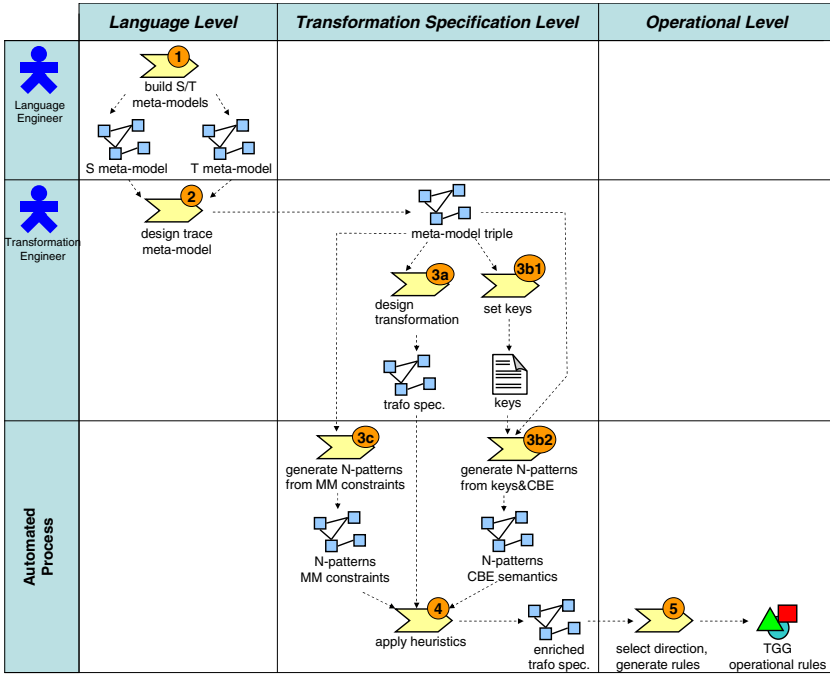 Language Level
Transformation Specification Level
Operational Level
Language
Engineer
1
build S/T
meta-models
S meta-model
T meta-model
Transformation
Engineer
2
design trace
meta-model
meta-model triple
3a
design
transformation
3b1
set keys
trafo spec.
keys
Automated
Process
3c
generate N-patterns
from MM constraints
3b2
generate N-patterns
from keys&CBE
N-patterns
MM constraints
N-patterns
CBE semantics
4
apply heuristics
enriched
trafo spec.
5
select direction,
generate rules
TGG
operational rules